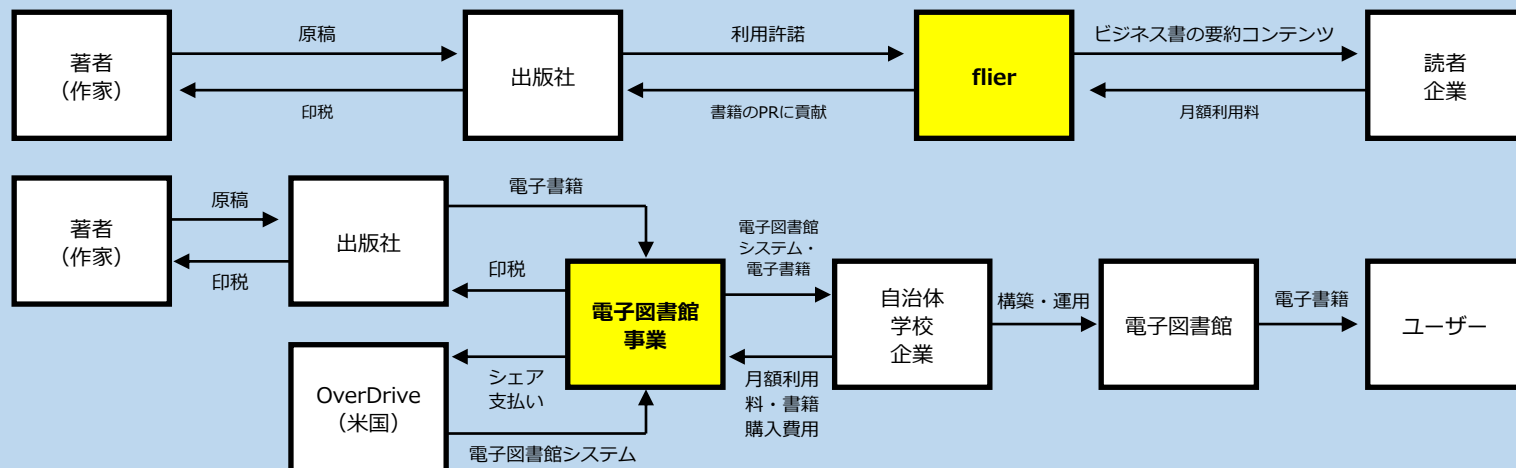 原稿
利用許諾
ビジネス書の要約コンテンツ
著者
（作家）
出版社
flier
読者
企業
印税
書籍のPRに貢献
月額利用料
電子書籍
原稿
著者
（作家）
出版社
電子図書館
システム・
電子書籍
印税
印税
電子図書館
事業
自治体
学校
企業
構築・運用
電子図書館
電子書籍
ユーザー
シェア
支払い
月額利用
料・書籍
購入費用
OverDrive
（米国）
電子図書館システム